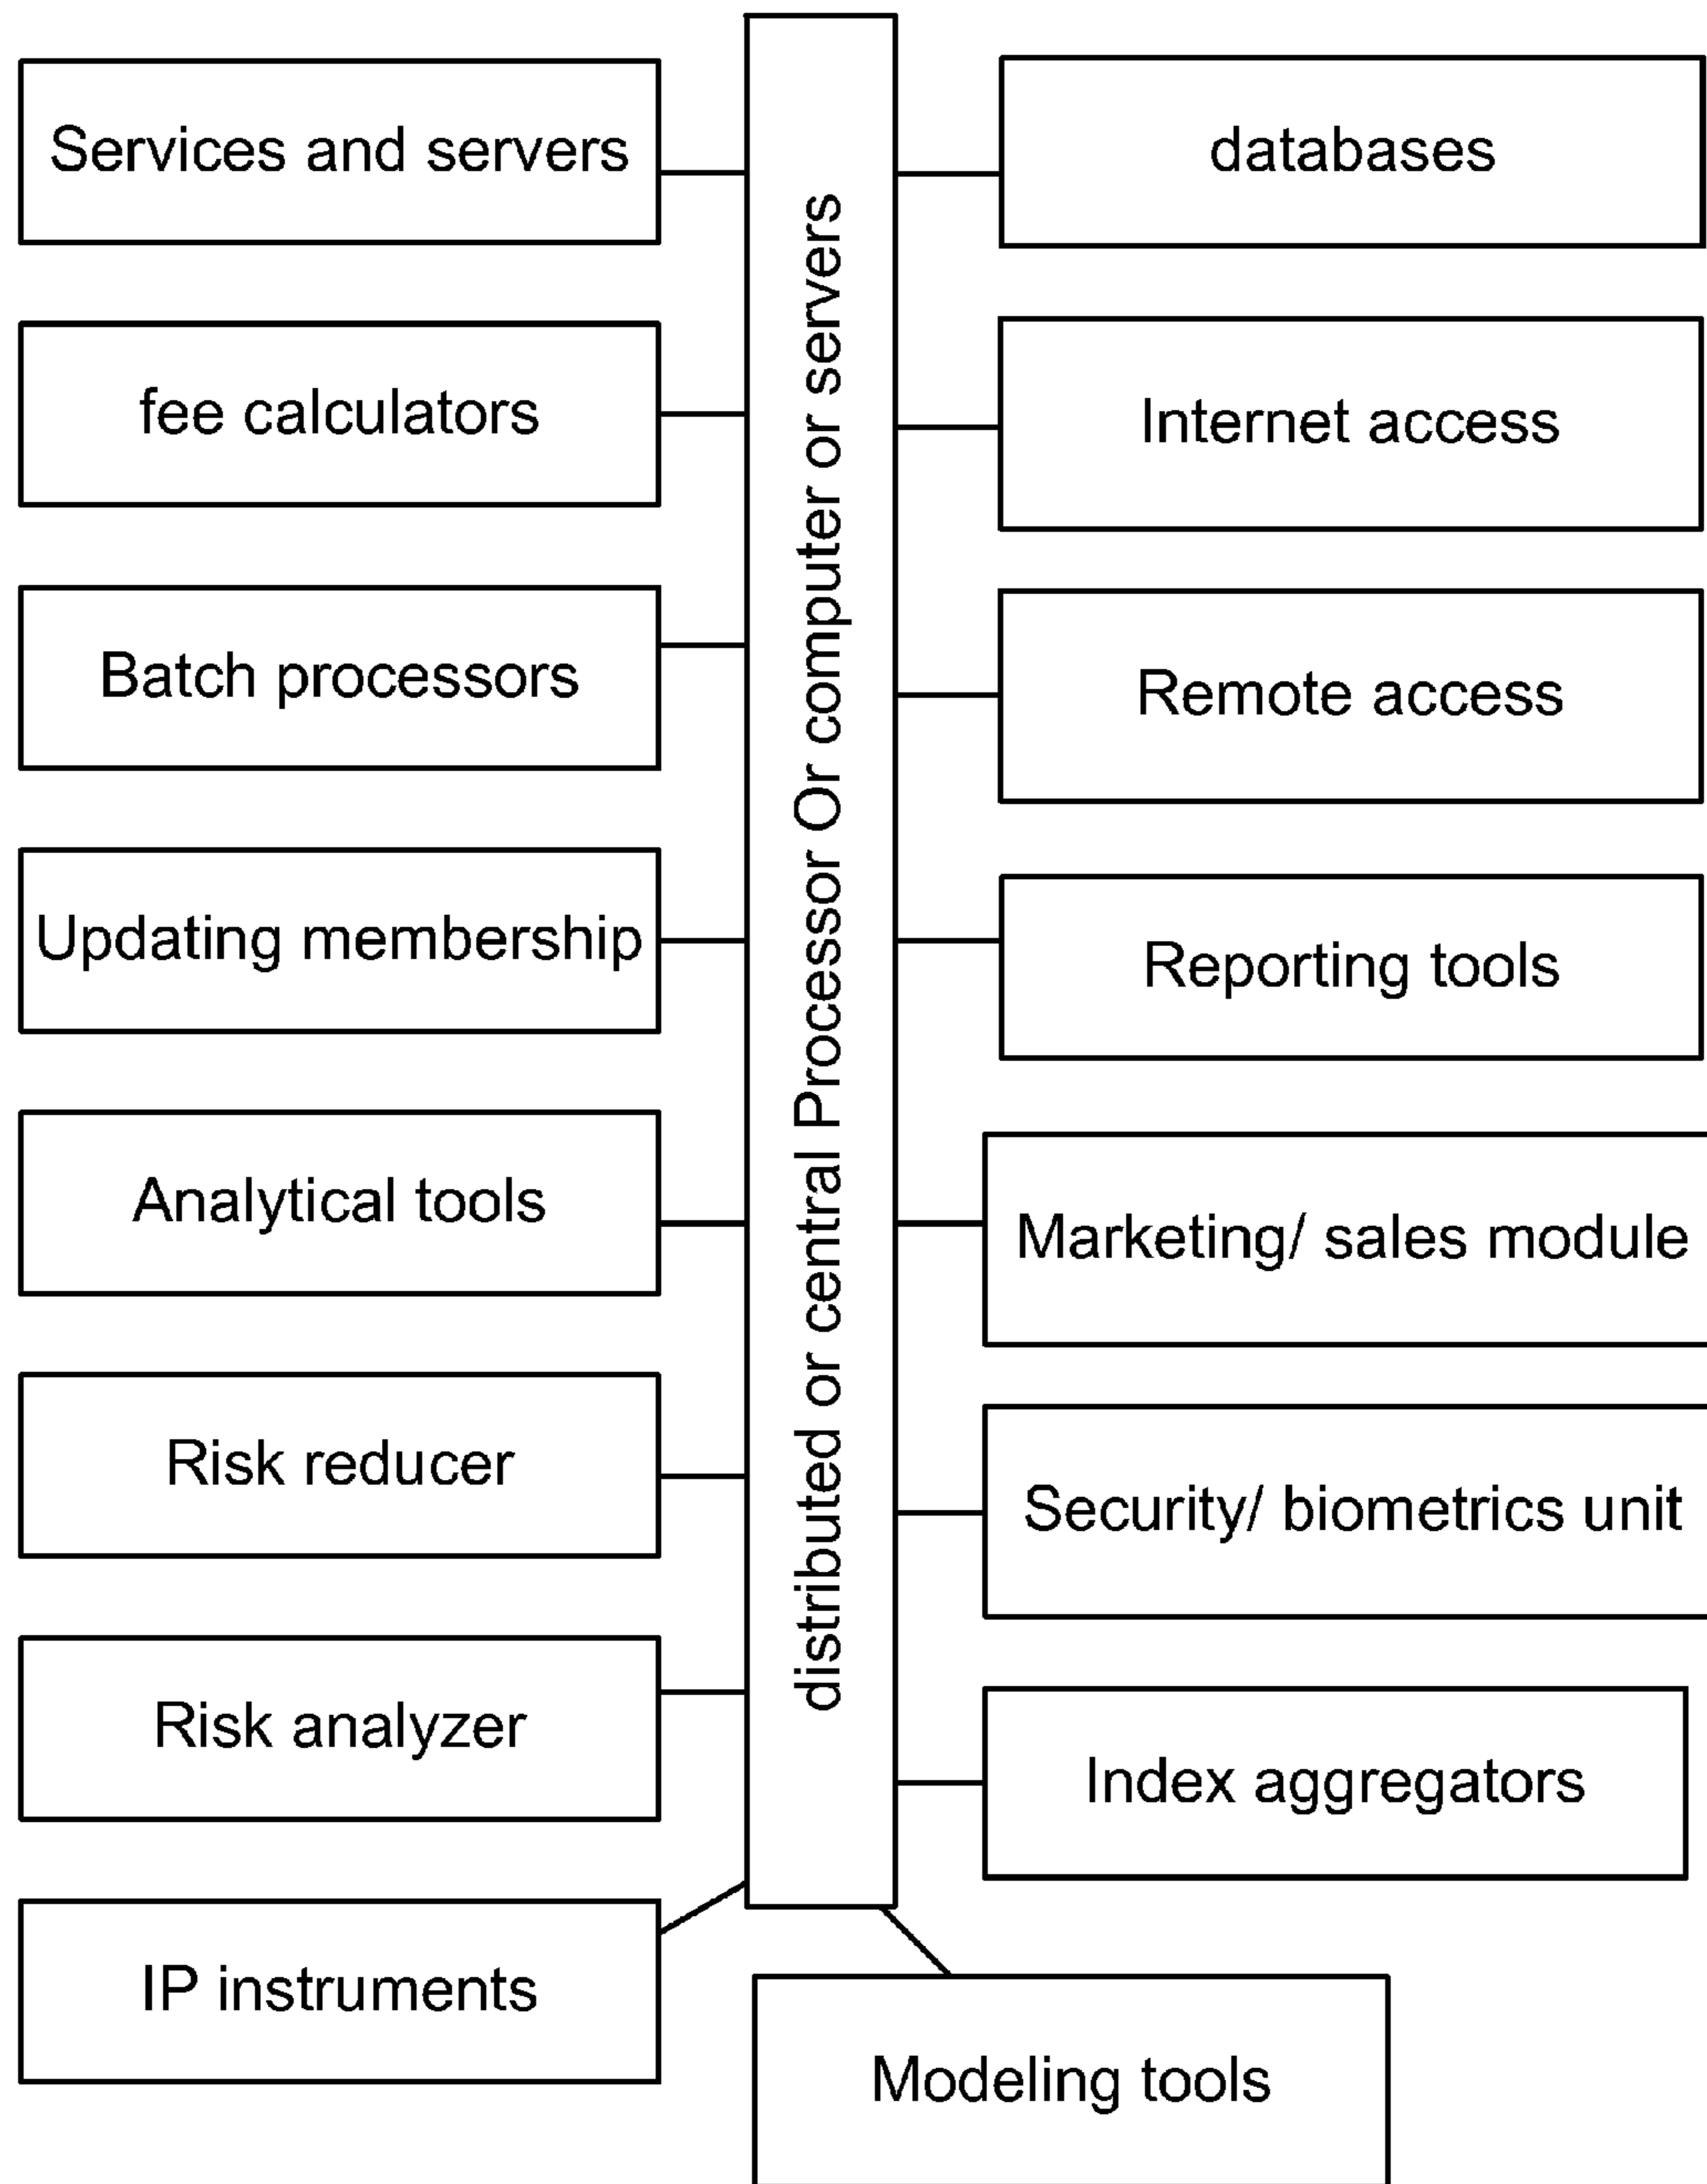 Services and servers
fee calculators
Batch processors
Updating membership
Analytical tools
Risk reducer
Risk analyzer
IP instruments
distributed or central Processor Or computer or servers
databases
Internet access
Remote access
Reporting tools
Marketing/ sales module
Security/ biometrics unit
Index aggregators
Modeling tools